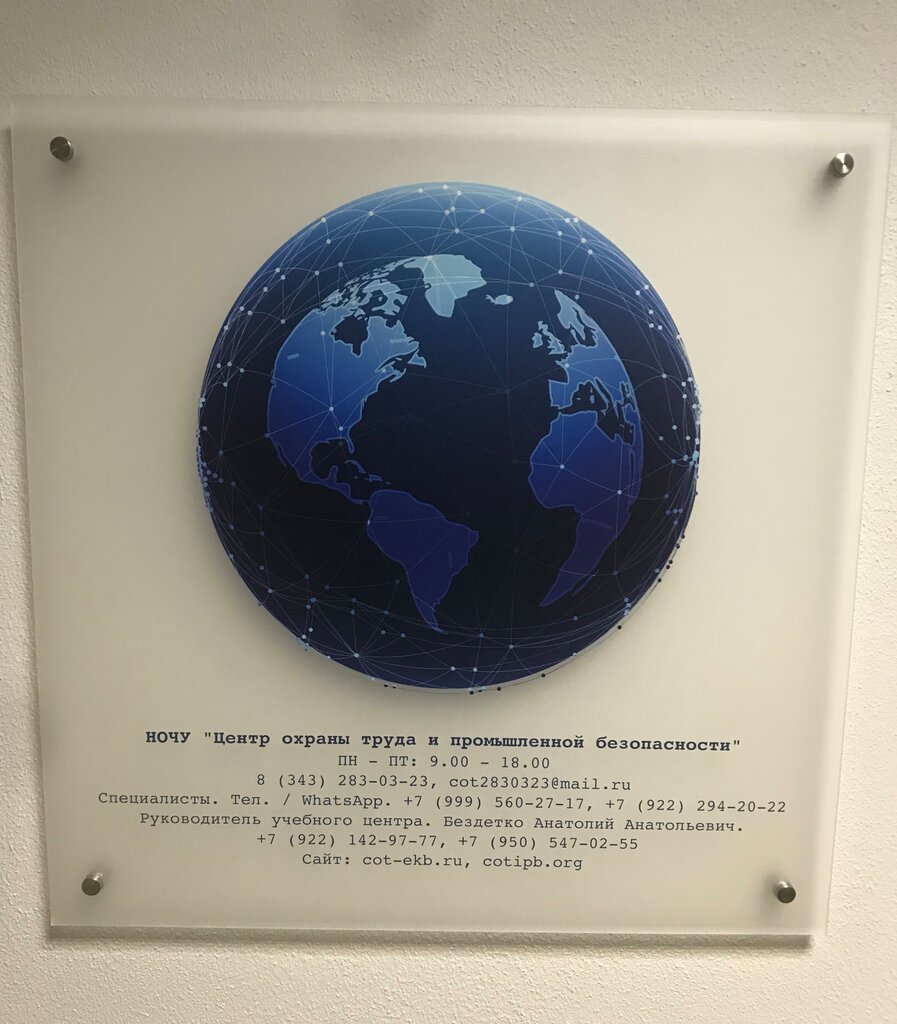 НОЧУ "Центр охраны труда и промышленной безопасности"
ПН - ПТ: 9.00 - 18.00
8 (343) 283-03-23, cot2830323@mail.ru
Специалисты. Тел. / WhatsApp. +7 (999) 560-27-17, +7 (922) 294-20-22
Руководитель учебного центра. Бездетко Анатолий Анатольевич.
+7 (922) 142-97-77, +7 (950) 547-02-55
Сайт: cot-ekb.ru, cotipb.org